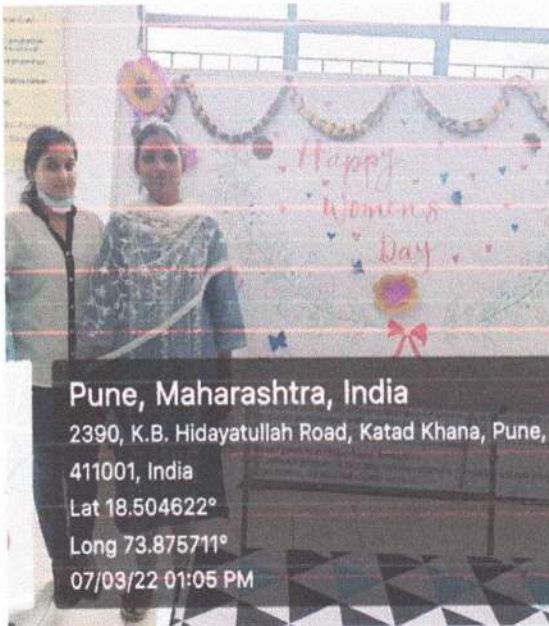 Happy
Womens
Day
Pune, Maharashtra, India
2390, K.B. Hidayatullah Road, Katad Khana, Pune,
411001, India
Lat 18.504622°
Long 73.875711°
07/03/22 01:05 PM